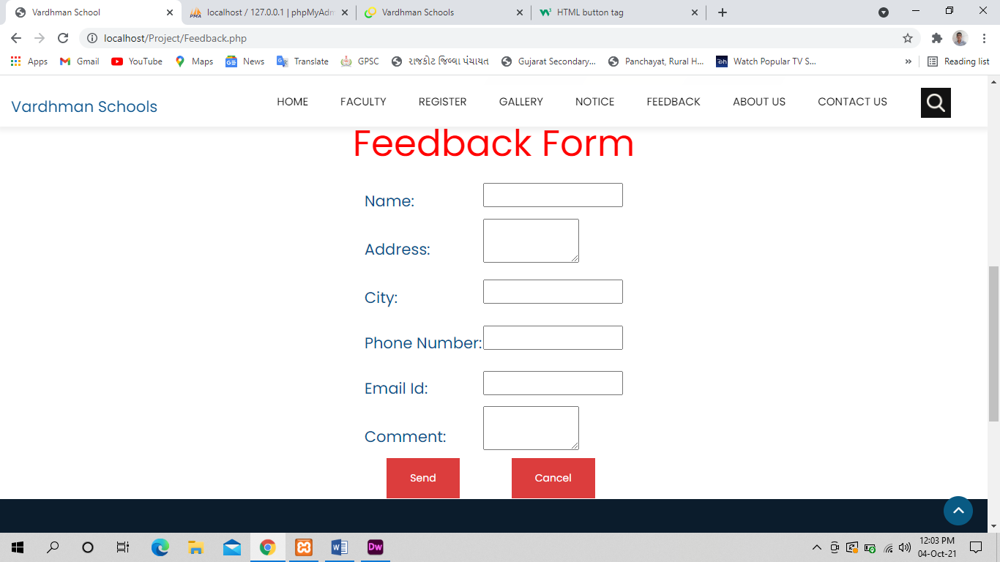 Vardhman School
localhost / 127.0.0.1 | phpMyAdm
Vardhman Schools
HTML button tag
localhost/Project/Feedback.php
Apps Gmail YouTube Maps News Translate GPSC રાજકોટ જિલ્લા પંચાયત Gujarat Secondary... Panchayat, Rural H... Watch Popular TV S... » Reading list
Vardhman Schools
HOME FACULTY REGISTER GALLERY NOTICE FEEDBACK ABOUT US CONTACT US
Feedback Form
Name:
Address:
City:
Phone Number:
Email Id:
Comment:
Send Cancel
12:03 PM
04-Oct-21